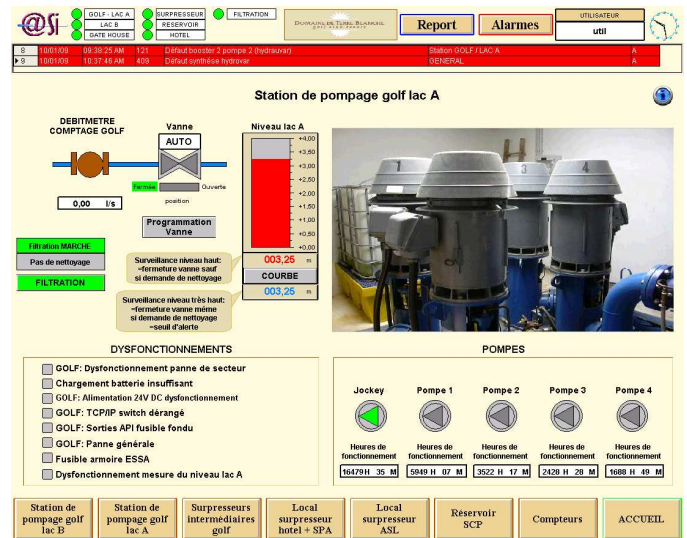 @Si
GOLF - LAC A
LAC B
GATE HOUSE
SURPRESSEUR
RESERVOIR
HOTEL
FILTRATION
DOMAINE DE TERRE BLANCHE
Report
Alarmes
UTILISATEUR
util
8 10/01/09 09:38:25 AM 121 Défaut booster 2 pompe 2 (hydrauvar) Station GOLF / LAC A A
9 10/01/09 10:37:46 AM 409 Défaut synthèse hydrovar GENERAL A
Station de pompage golf lac A
DEBITMETRE
COMPTAGE GOLF
Vanne
AUTO
Fermée
Ouverte
position
0,00 l/s
Programmation
Vanne
Niveau lac A
+4,00
+3,50
+3,00
+2,50
+2,00
+1,50
+1,00
+0,50
+0,00
003,25 m
COURBE
003,25 m
Filtration MARCHE
Pas de nettoyage
FILTRATION
Surveillance niveau haut:
=fermeture vanne sauf
si demande de nettoyage
Surveillance niveau très haut:
=fermeture vanne même
si demande de nettoyage
=seuil d'alerte
1
3
4
DYSFONCTIONNEMENTS
GOLF: Dysfonctionnement panne de secteur
Chargement batterie insuffisant
GOLF: Alimentation 24V DC dysfonctionnement
GOLF: TCP/IP switch dérangé
GOLF: Sorties API fusible fondu
GOLF: Panne générale
Fusible armoire ESSA
Dysfonctionnement mesure du niveau lac A
POMPES
Jockey
Pompe 1
Pompe 2
Pompe 3
Pompe 4
Heures de
fonctionnement
Heures de
fonctionnement
Heures de
fonctionnement
Heures de
fonctionnement
Heures de
fonctionnement
16479 H 35 M
5949 H 07 M
3522 H 17 M
2428 H 28 M
1688 H 49 M
Station de
pompage golf
lac B
Station de
pompage golf
lac A
Surpresseurs
intermédiaires
golf
Local
surpresseur
hotel + SPA
Local
surpresseur
ASL
Réservoir
SCP
Compteurs
ACCUEIL